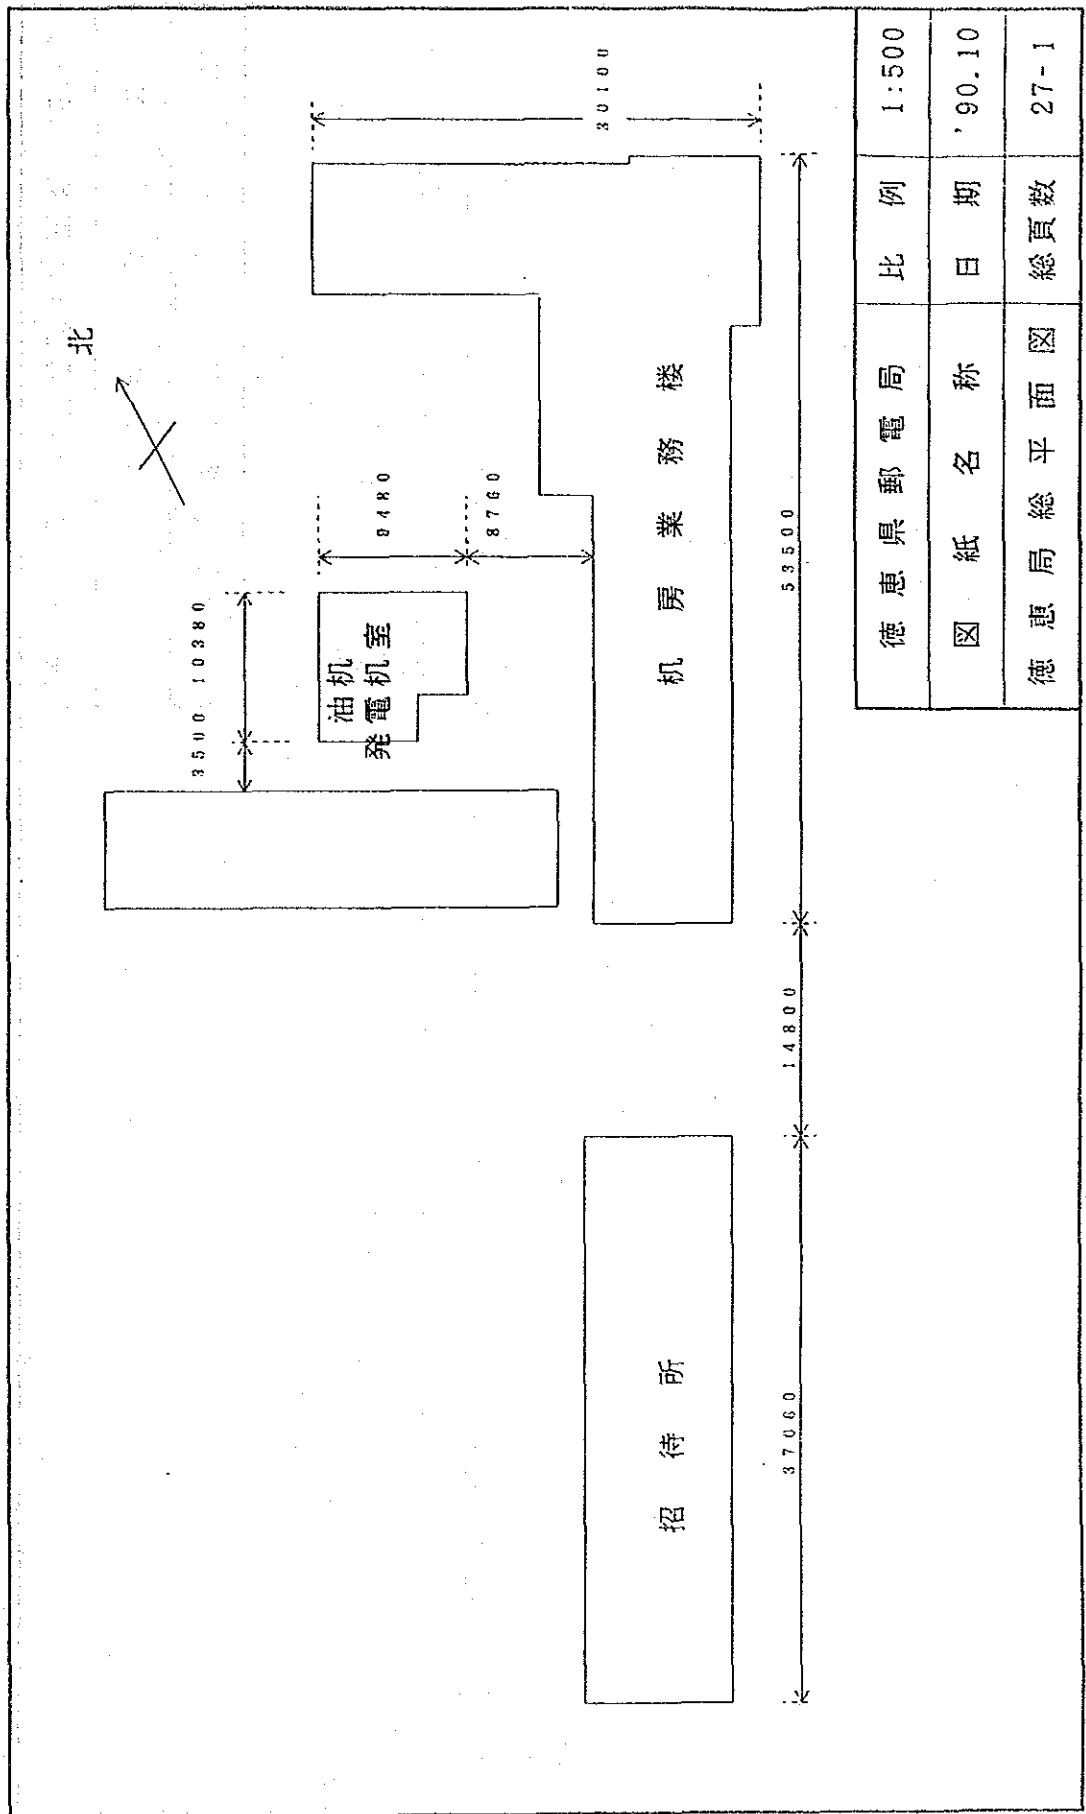 北
30100
9480
8760
3500 10380
油机
発電机室
机房業務楼
53500
14800
招待所
37060
徳恵県郵電局 比例 1:500
図紙名称 日期 '90.10
徳恵局総平面図 総頁数 27-1